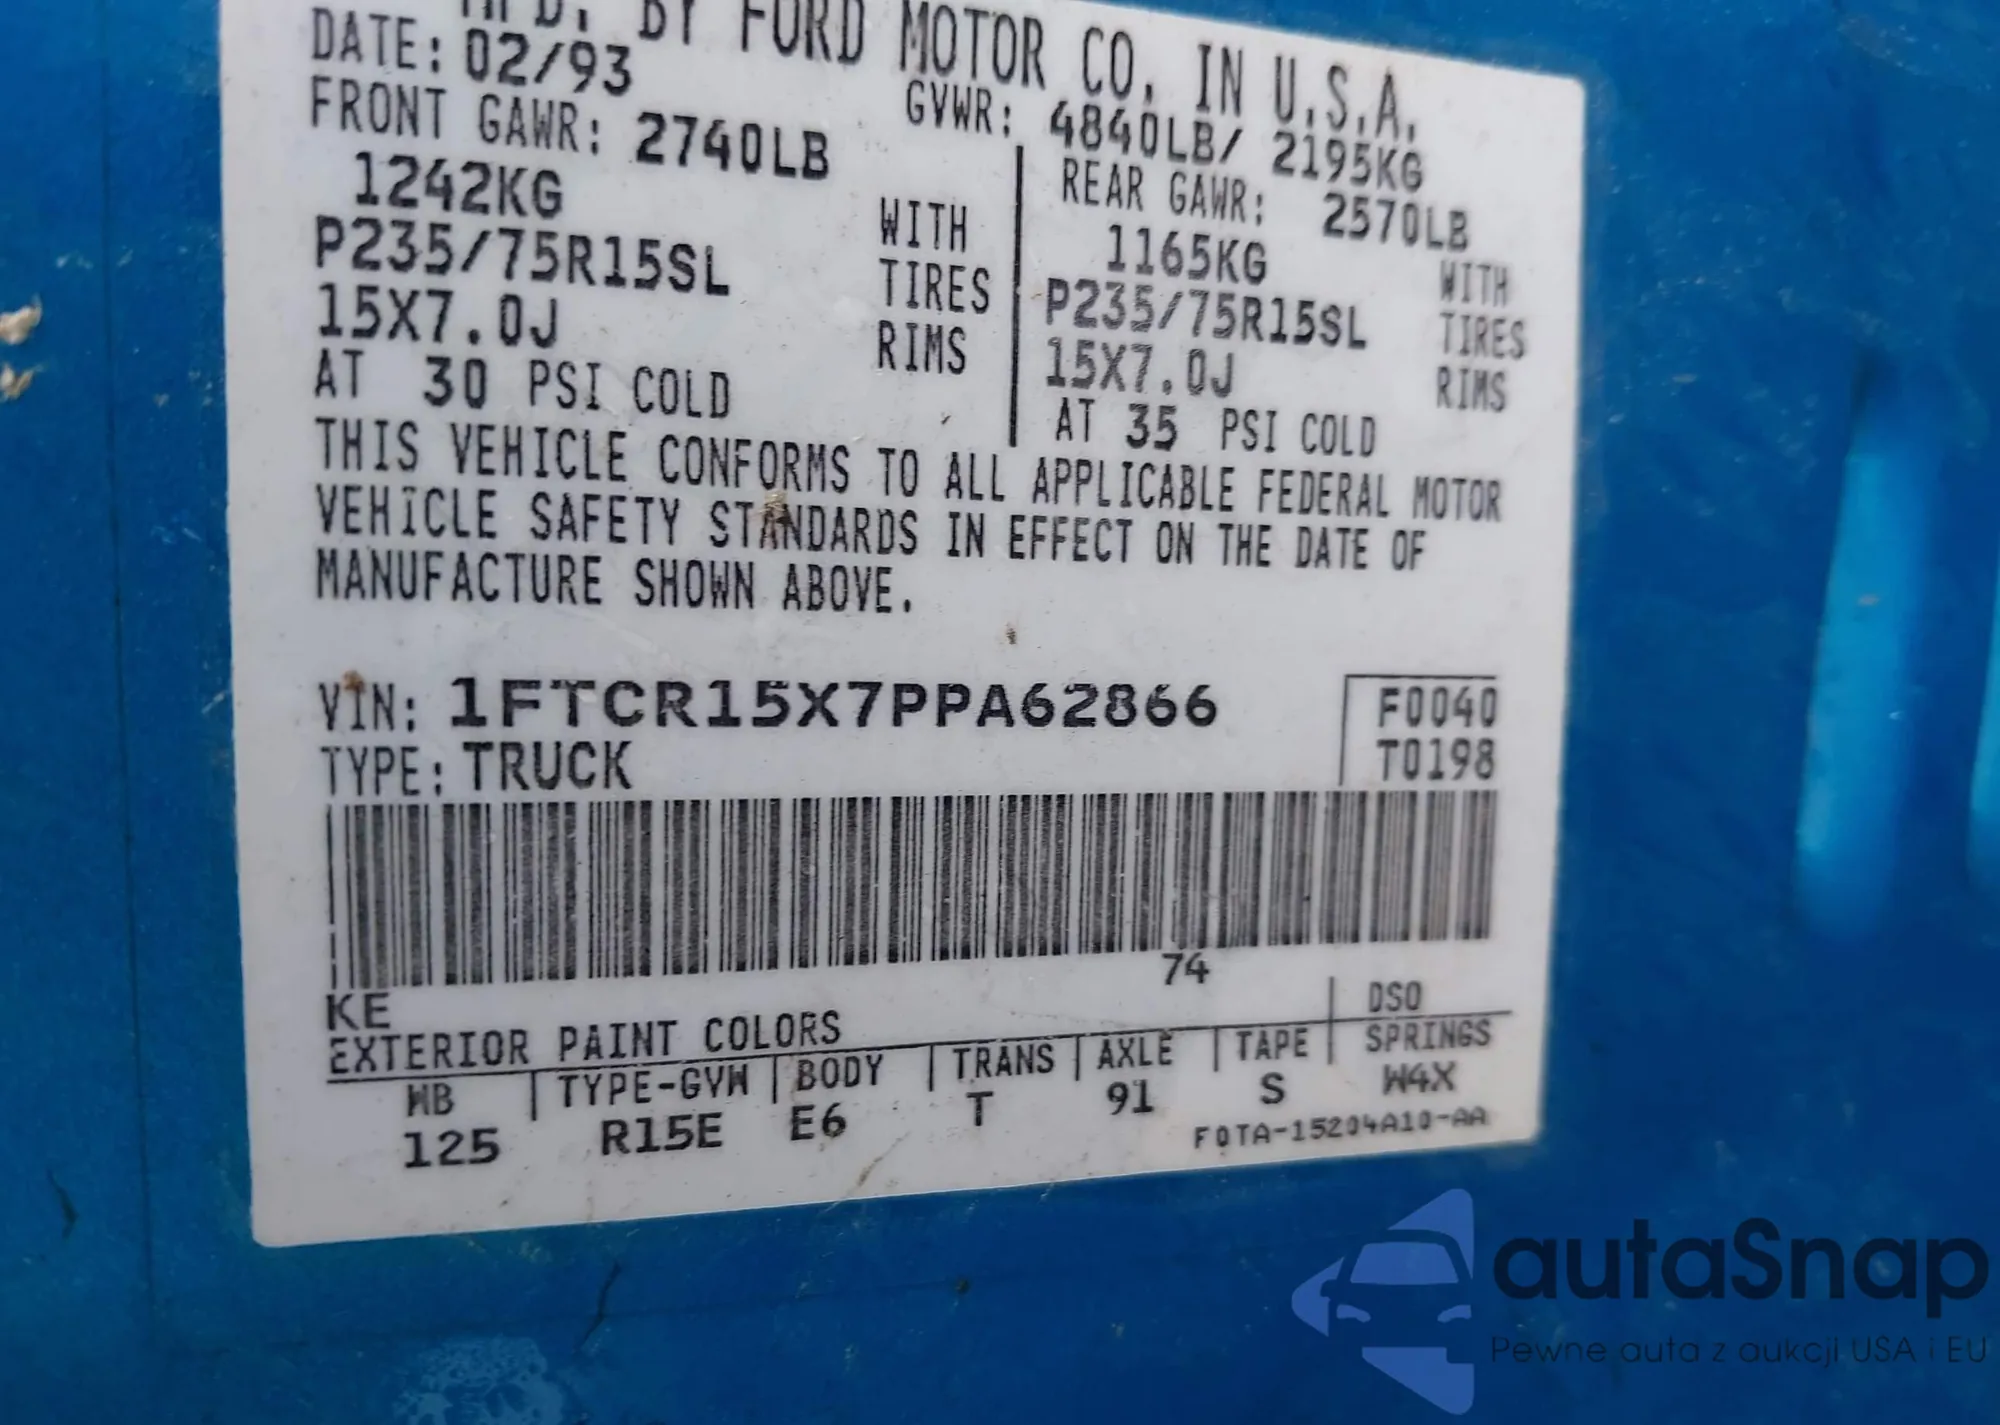 MFD. BY FORD MOTOR CO. IN U.S.A.
DATE: 02/93 GVWR: 4840LB/ 2195KG
FRONT GAWR: 2740LB REAR GAWR: 2570LB
1242KG WITH 1165KG WITH
P235/75R15SL TIRES P235/75R15SL TIRES
15X7.0J RIMS 15X7.0J RIMS
AT 30 PSI COLD AT 35 PSI COLD
THIS VEHICLE CONFORMS TO ALL APPLICABLE FEDERAL MOTOR
VEHICLE SAFETY STANDARDS IN EFFECT ON THE DATE OF
MANUFACTURE SHOWN ABOVE.
VIN: 1FTCR15X7PPA62866 F0040
TYPE: TRUCK T0198
74
KE DSO
EXTERIOR PAINT COLORS
WB TYPE-GVW BODY TRANS AXLE TAPE SPRINGS
125 R15E E6 T 91 S W4X
F0TA-15204A10-AA
autaSnap
Pewne auta z aukcji USA i EU